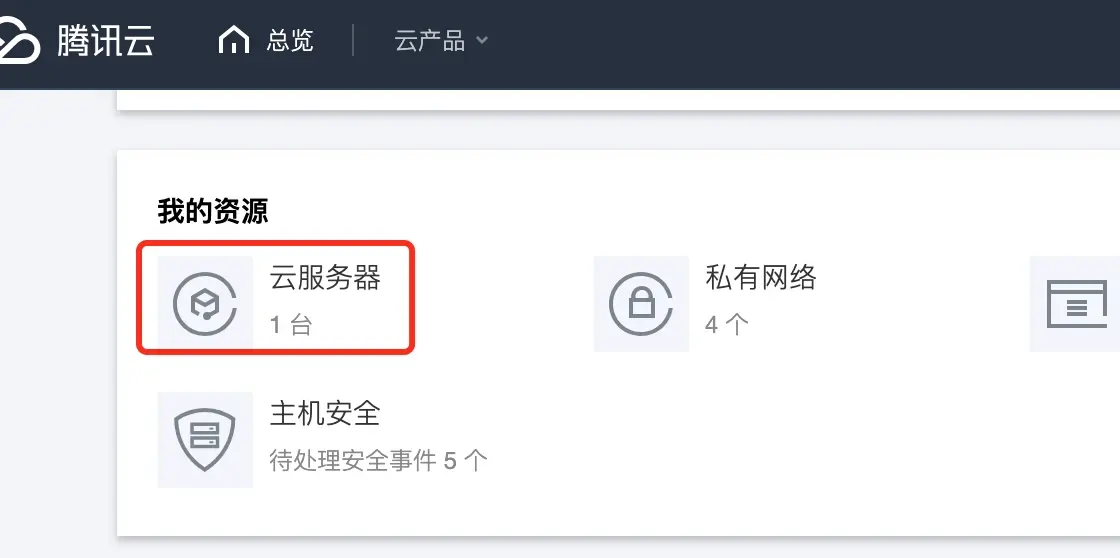 腾讯云 总览 云产品
我的资源
云服务器
1 台
私有网络
4 个
主机安全
待处理安全事件 5 个